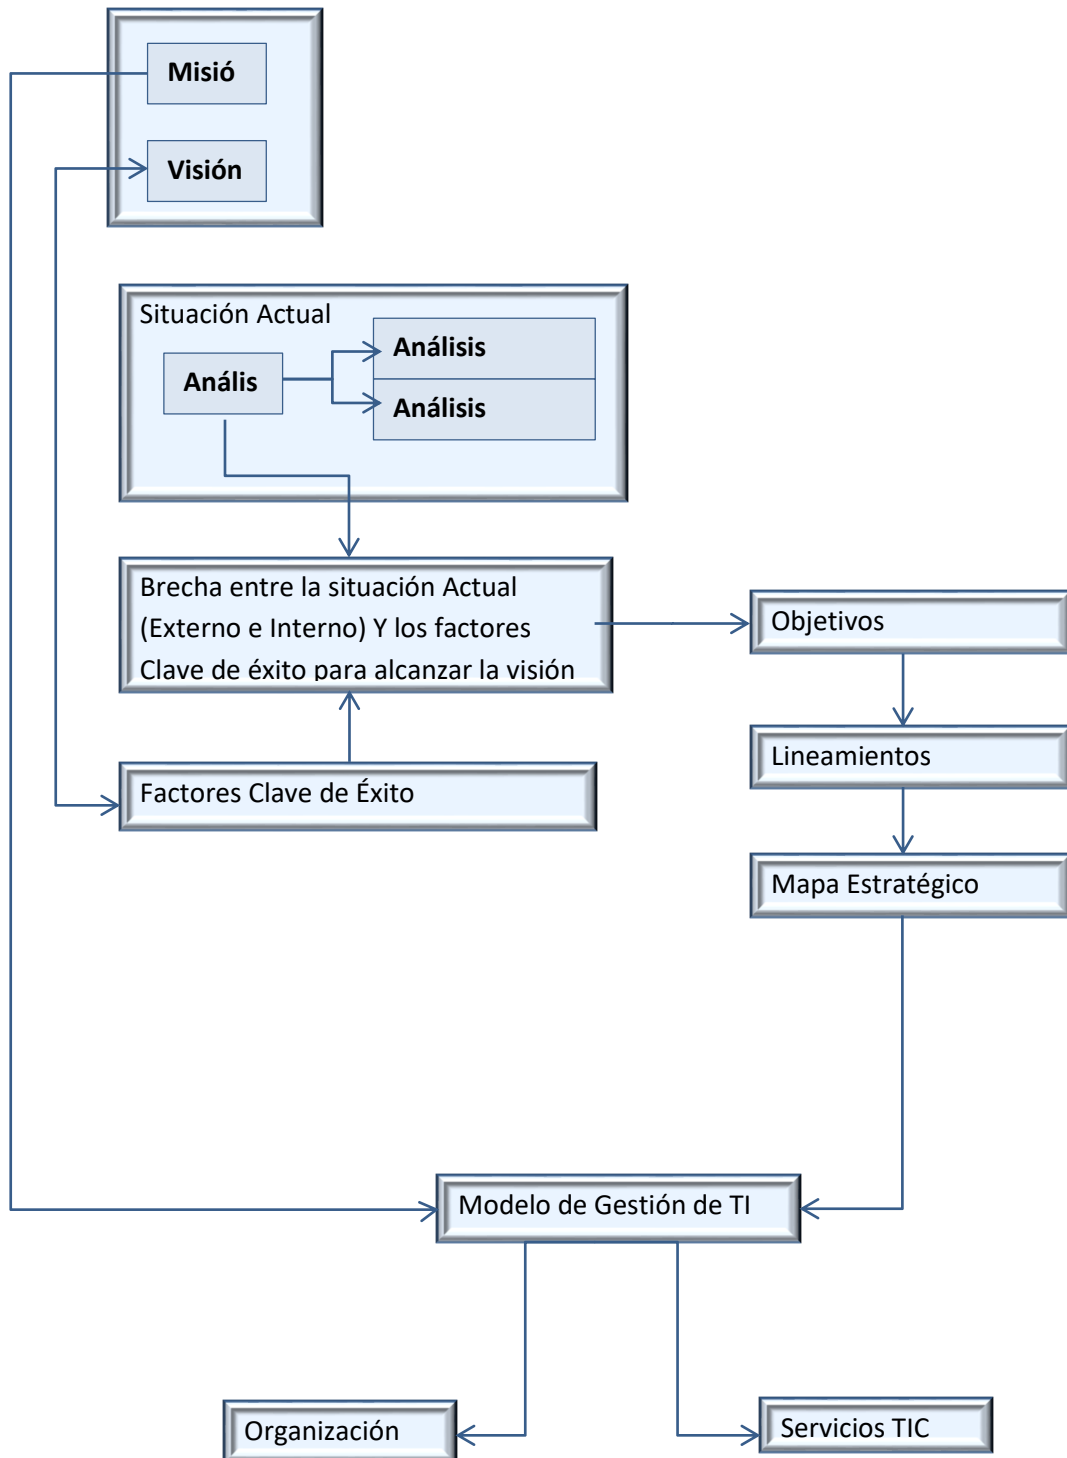 Misió
Visión
Situación Actual
Análisis
Anális
Análisis
Brecha entre la situación Actual
(Externo e Interno) Y los factores
Clave de éxito para alcanzar la visión
Objetivos
Lineamientos
Factores Clave de Éxito
Mapa Estratégico
Modelo de Gestión de TI
Organización
Servicios TIC